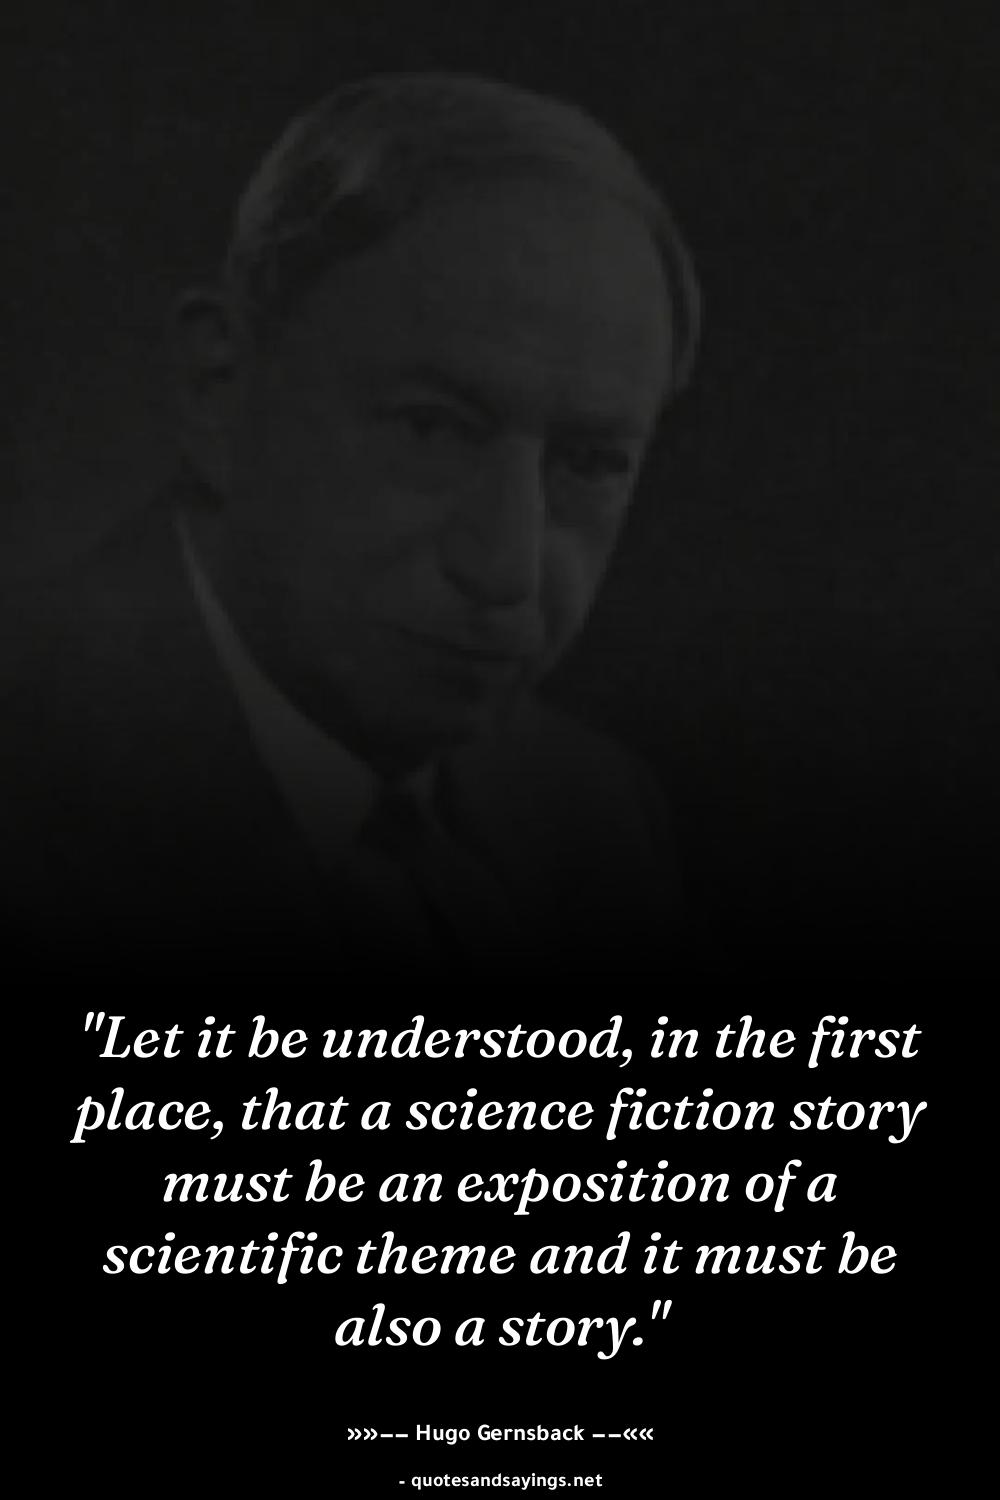 "Let it be understood, in the first
place, that a science fiction story
must be an exposition of a
scientific theme and it must be
also a story."
»»–– Hugo Gernsback ––««
- quotesandsayings.net